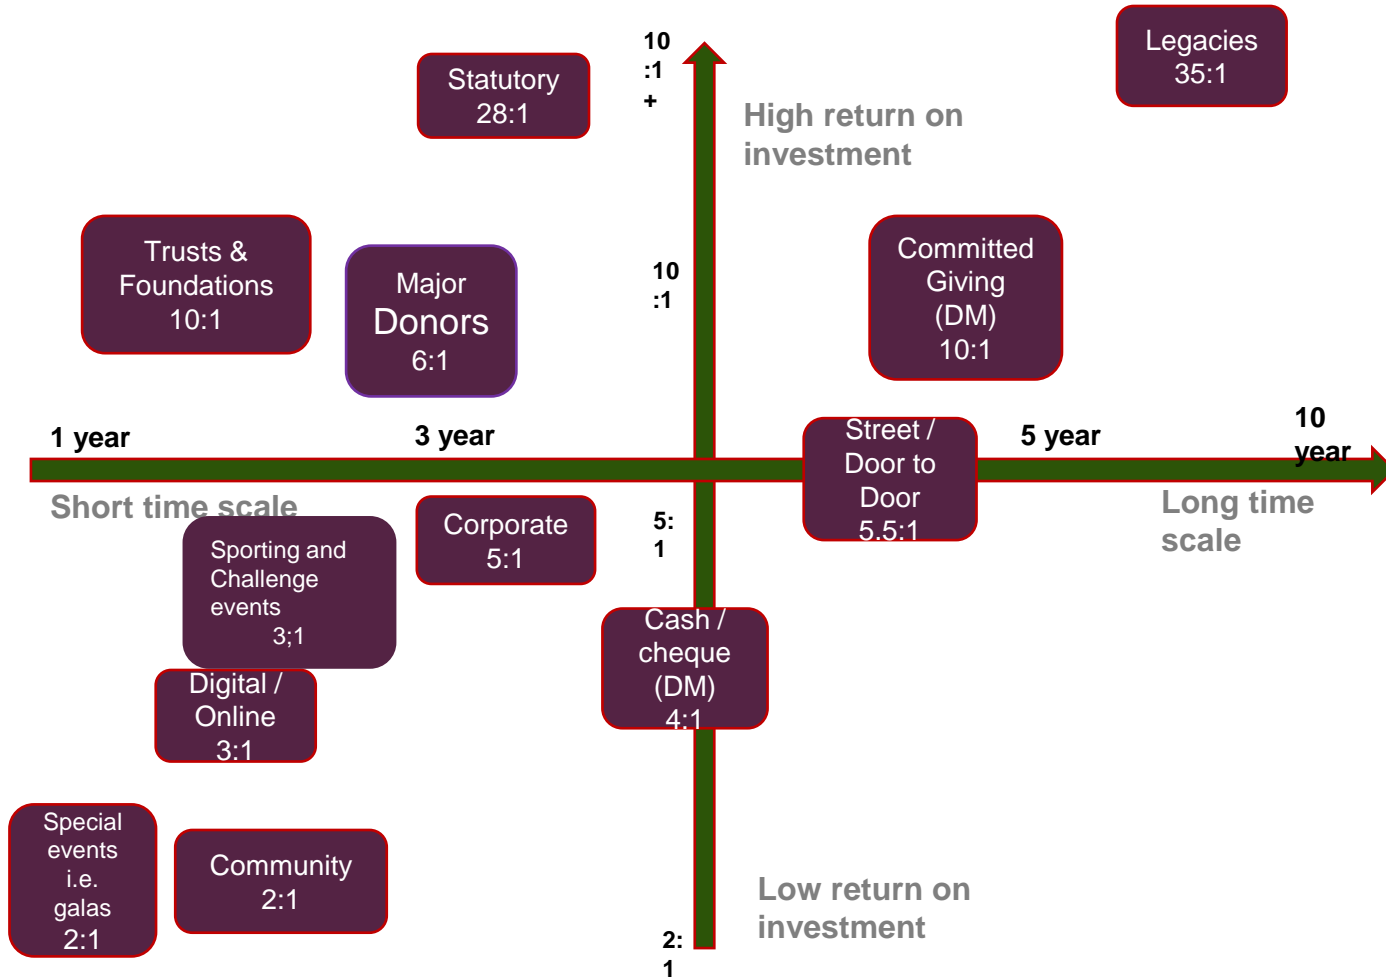 Legacies
35:1
10
:1
+
Statutory
28:1
High return on
investment
Trusts &
Foundations
10:1
Major
Donors
6:1
10
:1
Committed
Giving
(DM)
10:1
1 year
3 year
Street /
Door to
Door
5.5:1
5 year
10
year
Short time scale
Long time
scale
Sporting and
Challenge
events
3;1
Corporate
5:1
5:
1
Cash /
cheque
(DM)
4:1
Digital /
Online
3:1
Special
events
i.e.
galas
2:1
Community
2:1
Low return on
investment
2:
1